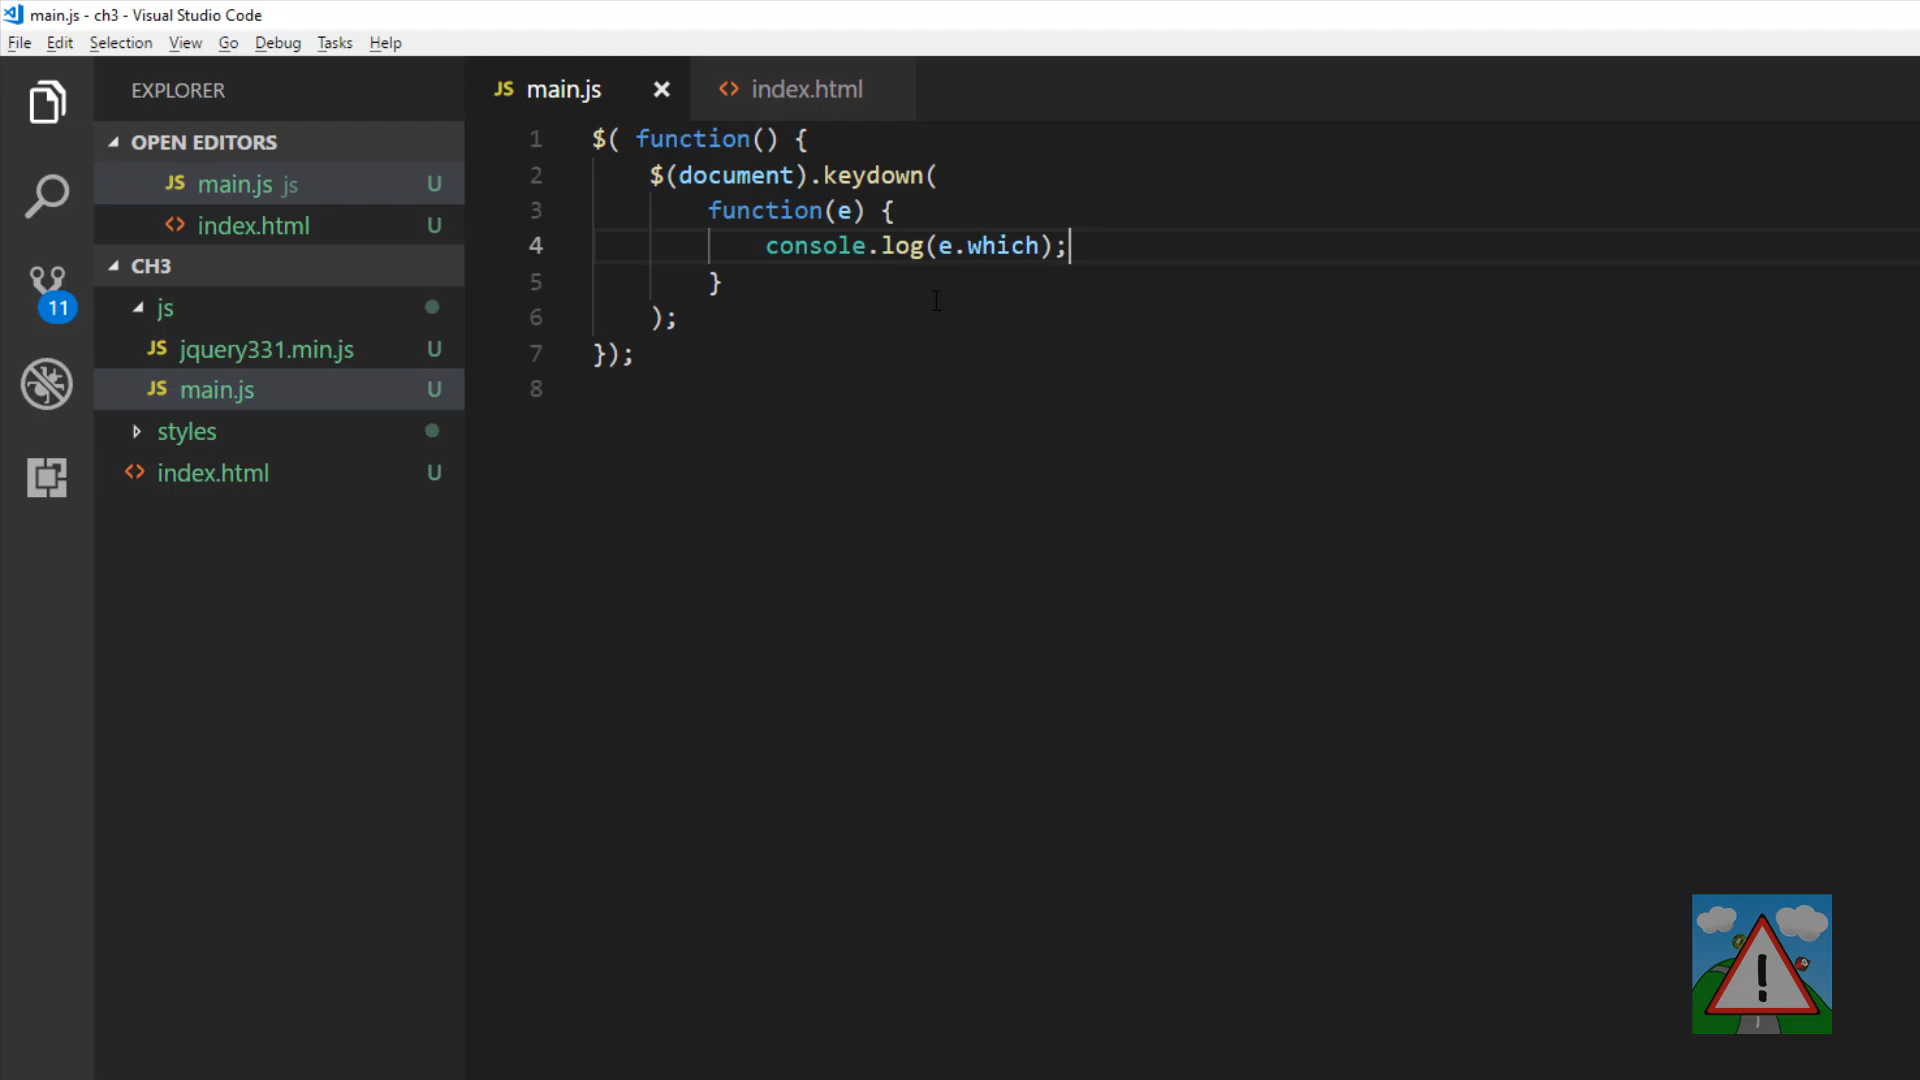 main.js - ch3 - Visual Studio Code
File Edit Selection View Go Debug Tasks Help
EXPLORER
OPEN EDITORS
JS main.js js U
<> index.html U
CH3
js
JS jquery331.min.js U
JS main.js U
styles
<> index.html U
11
JS main.js × <> index.html
1 $( function() {
2     $(document).keydown(
3         function(e) {
4             console.log(e.which);
5         }
6     );
7 });
8
!